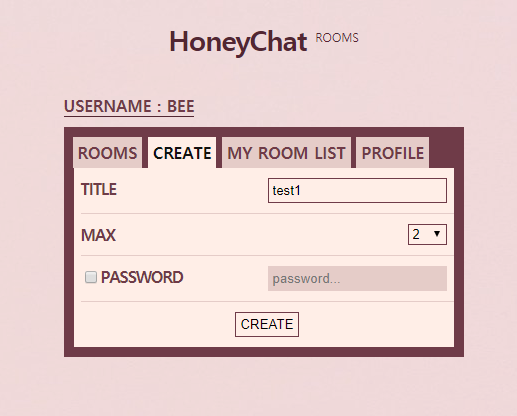 HoneyChat ROOMS
USERNAME : BEE
ROOMS CREATE MY ROOM LIST PROFILE
TITLE test1
MAX 2
PASSWORD password...
CREATE